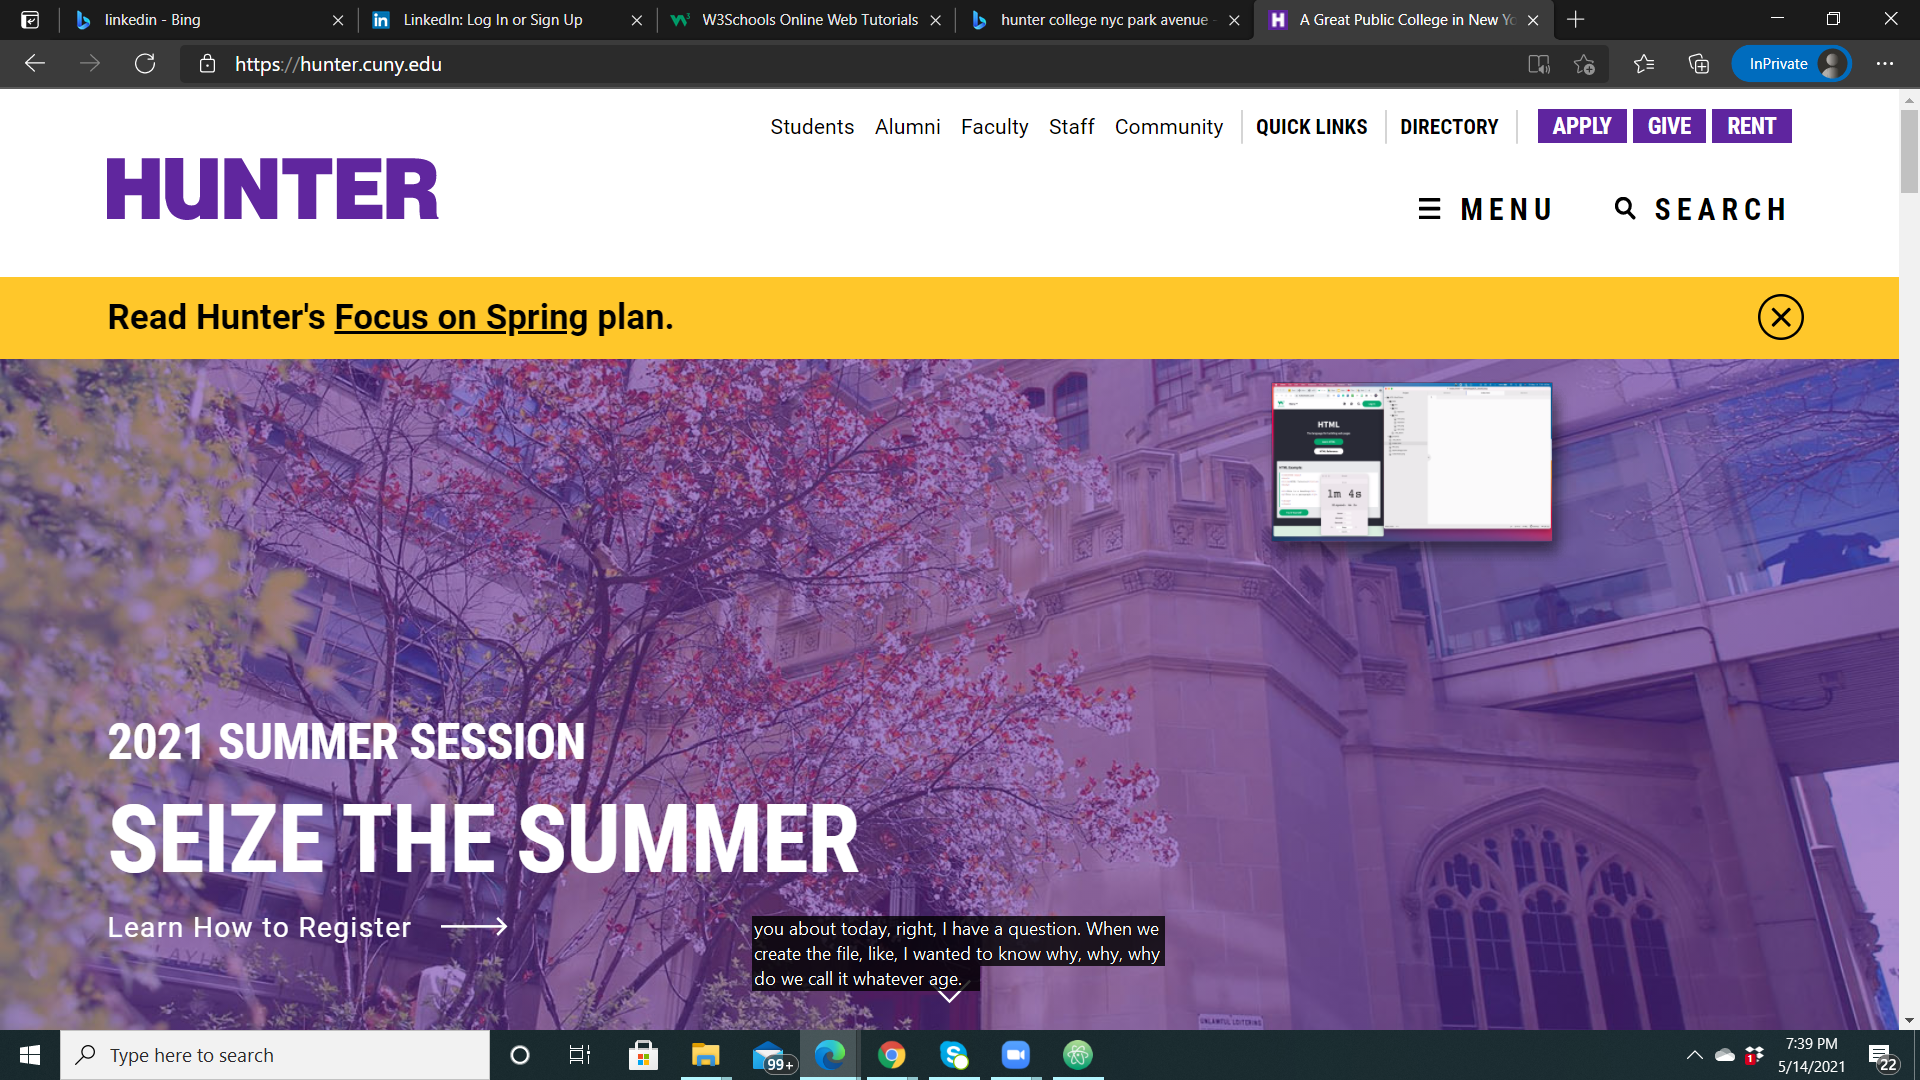 linkedin - Bing
LinkedIn: Log In or Sign Up
W3Schools Online Web Tutorials
hunter college nyc park avenue -
A Great Public College in New Yo
https://hunter.cuny.edu
InPrivate
Students Alumni Faculty Staff Community QUICK LINKS DIRECTORY APPLY GIVE RENT
HUNTER
MENU SEARCH
Read Hunter's Focus on Spring plan.
HTML
1m 4s
2021 SUMMER SESSION
SEIZE THE SUMMER
Learn How to Register
you about today, right, I have a question. When we
create the file, like, I wanted to know why, why, why
do we call it whatever age.
UNLAWFUL LOITERING
Type here to search
99+
1
7:39 PM
5/14/2021
22